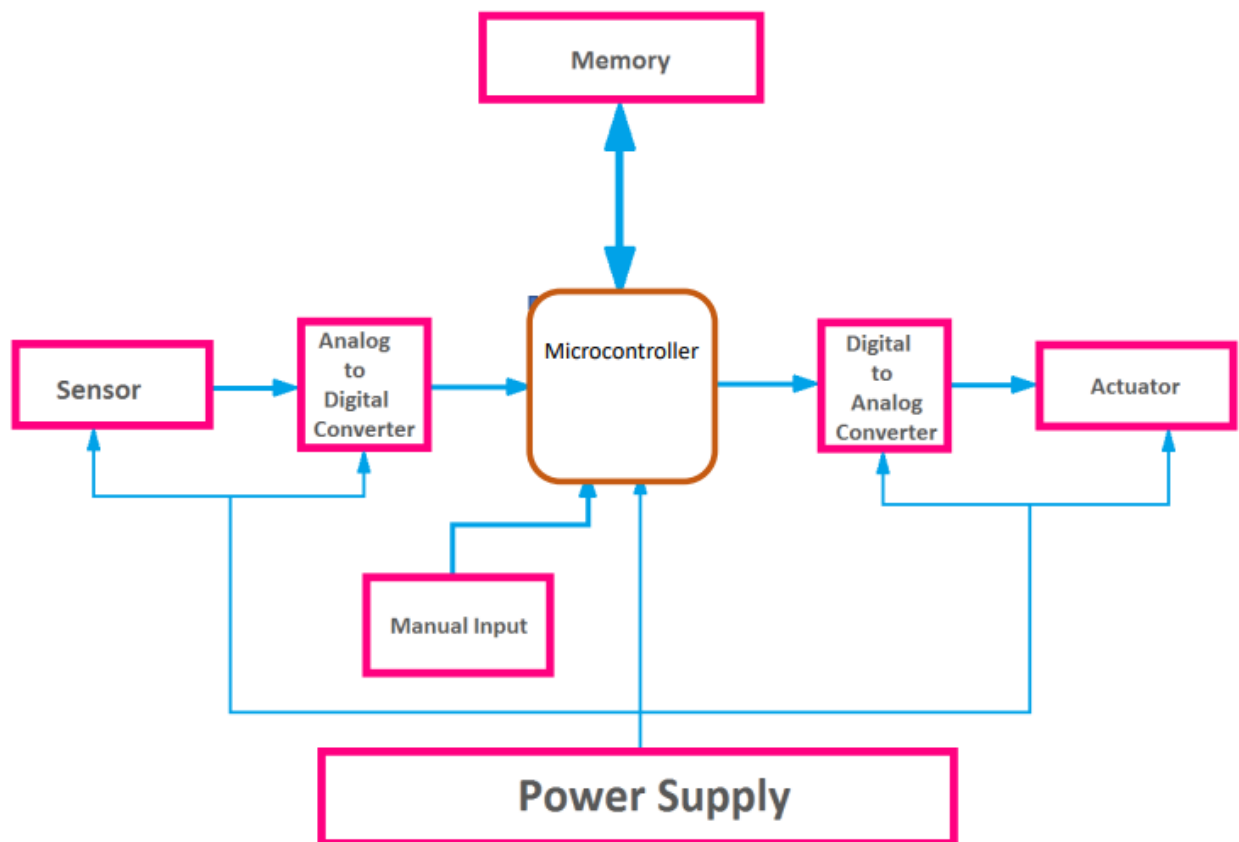 Memory
Microcontroller
Analog
to
Digital
Converter
Digital
to
Analog
Converter
Sensor
Actuator
Manual Input
Power Supply